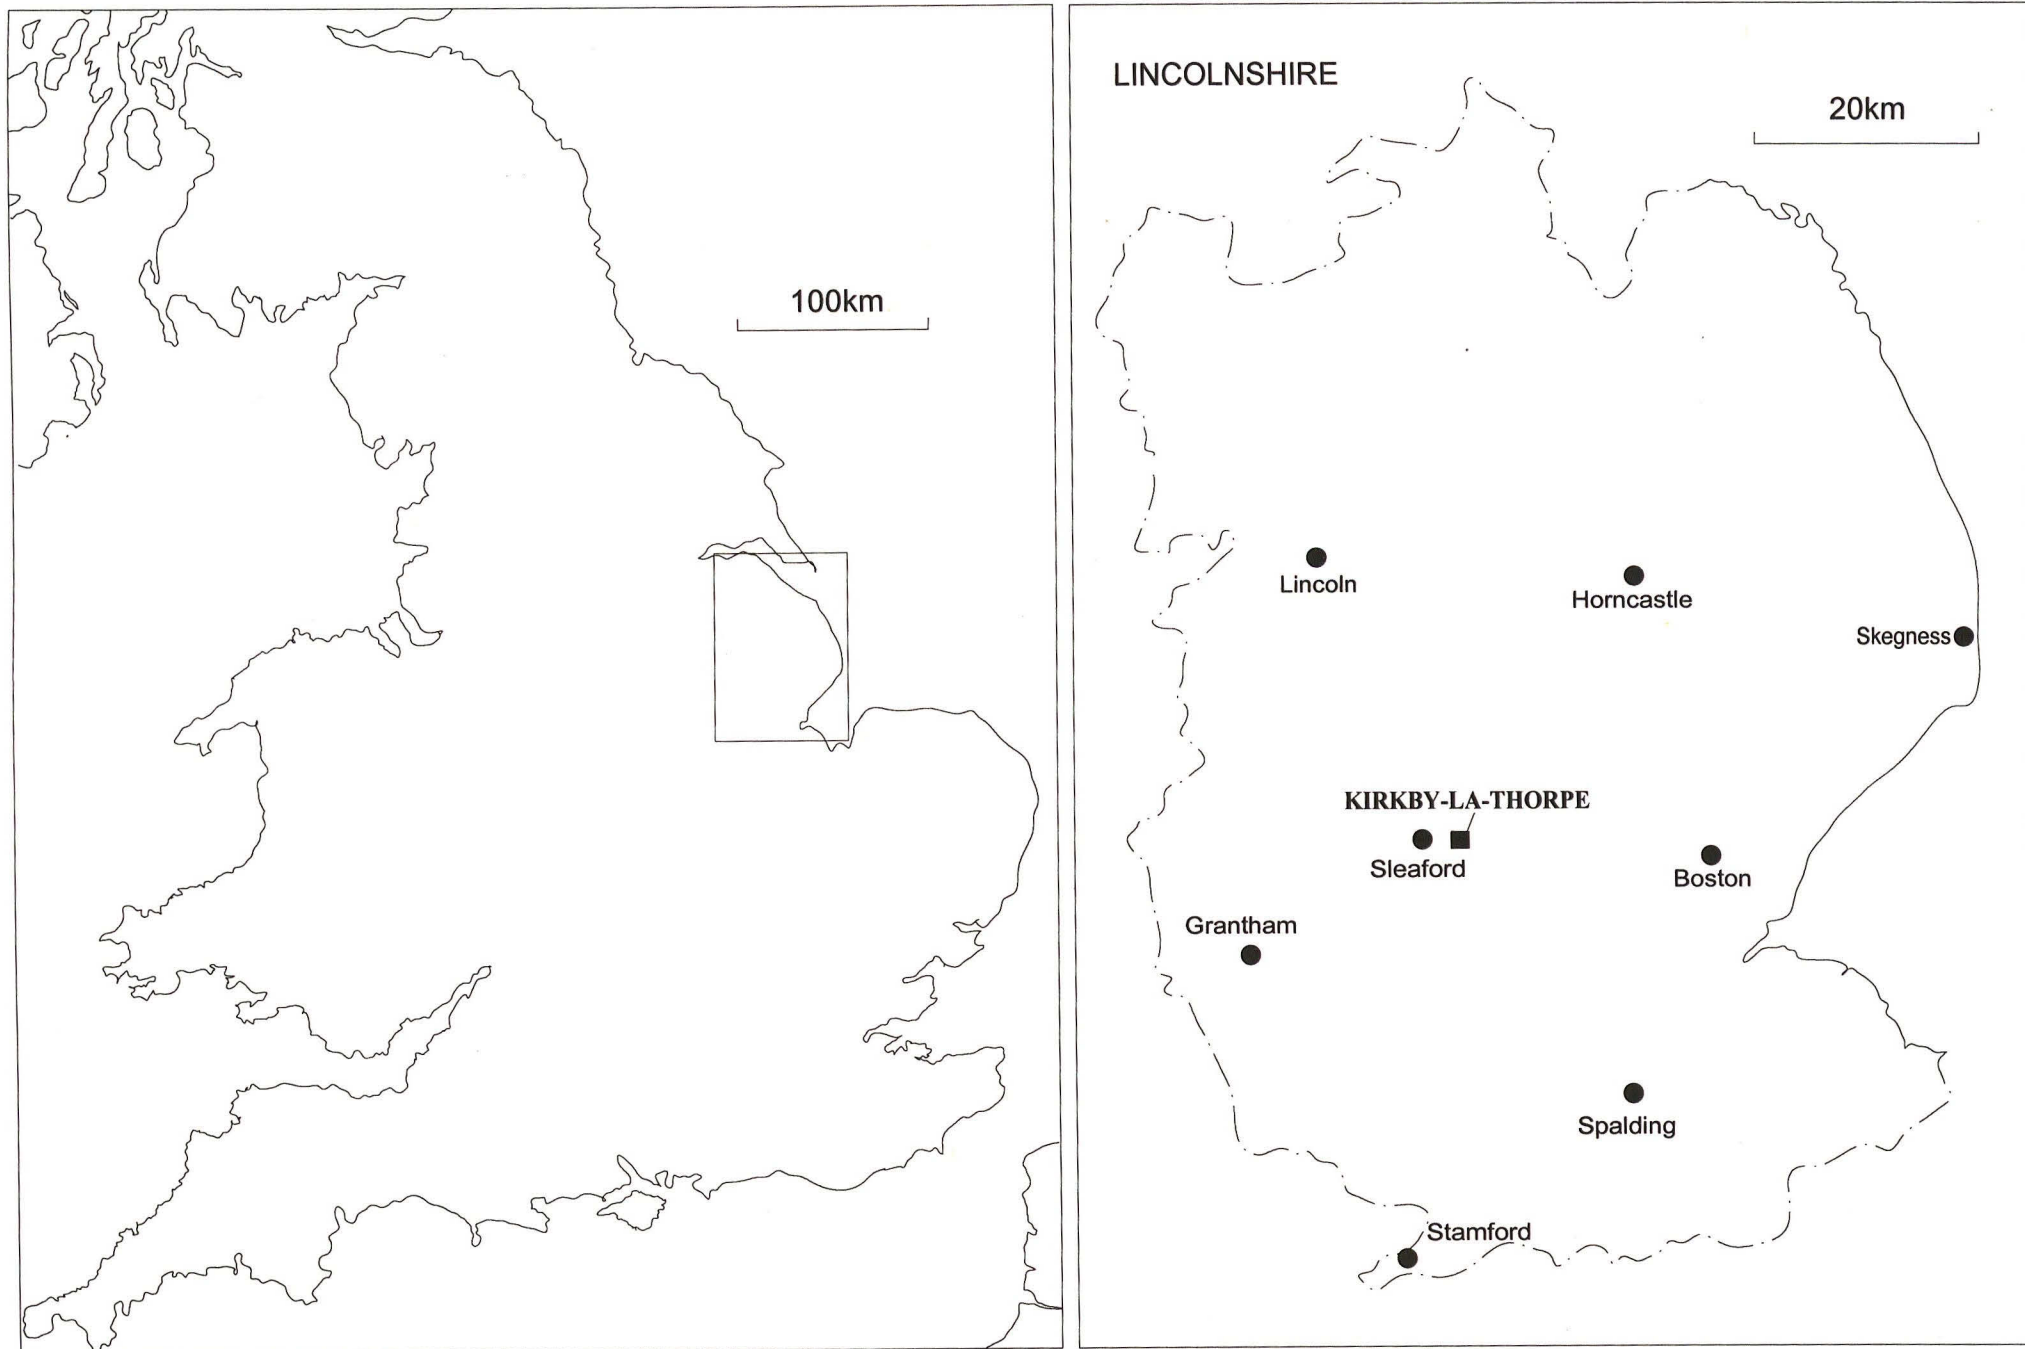 100km
LINCOLNSHIRE
20km
Lincoln
Horncastle
Skegness
KIRKBY-LA-THORPE
Sleaford
Boston
Grantham
Spalding
Stamford